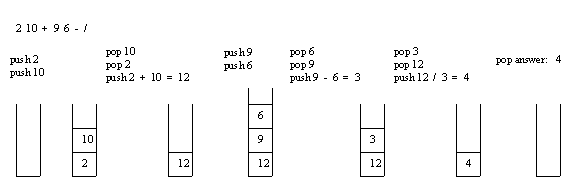 2 10 + 9 6 - /
push 2
push 10
pop 10
pop 2
push 2 + 10 = 12
push 9
push 6
pop 6
pop 9
push 9 - 6 = 3
pop 3
pop 12
push 12 / 3 = 4
pop answer: 4
10
2
12
6
9
12
3
12
4